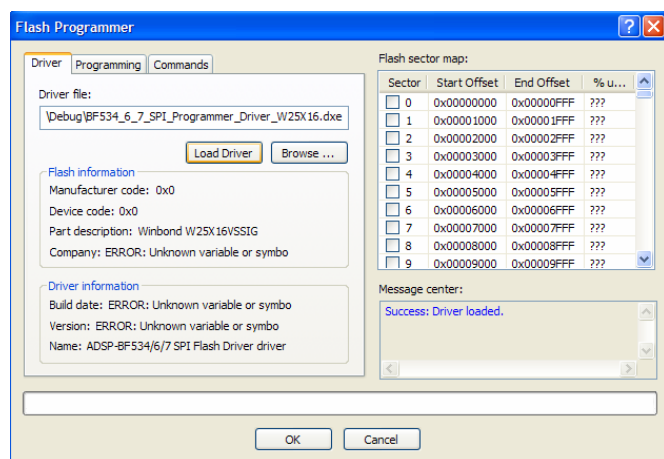 Flash Programmer
Driver Programming Commands
Driver file:
\Debug\BF534_6_7_SPI_Programmer_Driver_W25X16.dxe
Load Driver Browse ...
Flash information
Manufacturer code: 0x0
Device code: 0x0
Part description: Winbond W25X16VSSIG
Company: ERROR: Unknown variable or symbo
Driver information
Build date: ERROR: Unknown variable or symbo
Version: ERROR: Unknown variable or symbo
Name: ADSP-BF534/6/7 SPI Flash Driver driver
Flash sector map:
Sector Start Offset End Offset % u...
0 0x00000000 0x00000FFF ???
1 0x00001000 0x00001FFF ???
2 0x00002000 0x00002FFF ???
3 0x00003000 0x00003FFF ???
4 0x00004000 0x00004FFF ???
5 0x00005000 0x00005FFF ???
6 0x00006000 0x00006FFF ???
7 0x00007000 0x00007FFF ???
8 0x00008000 0x00008FFF ???
9 0x00009000 0x00009FFF ???
Message center:
Success: Driver loaded.
OK Cancel